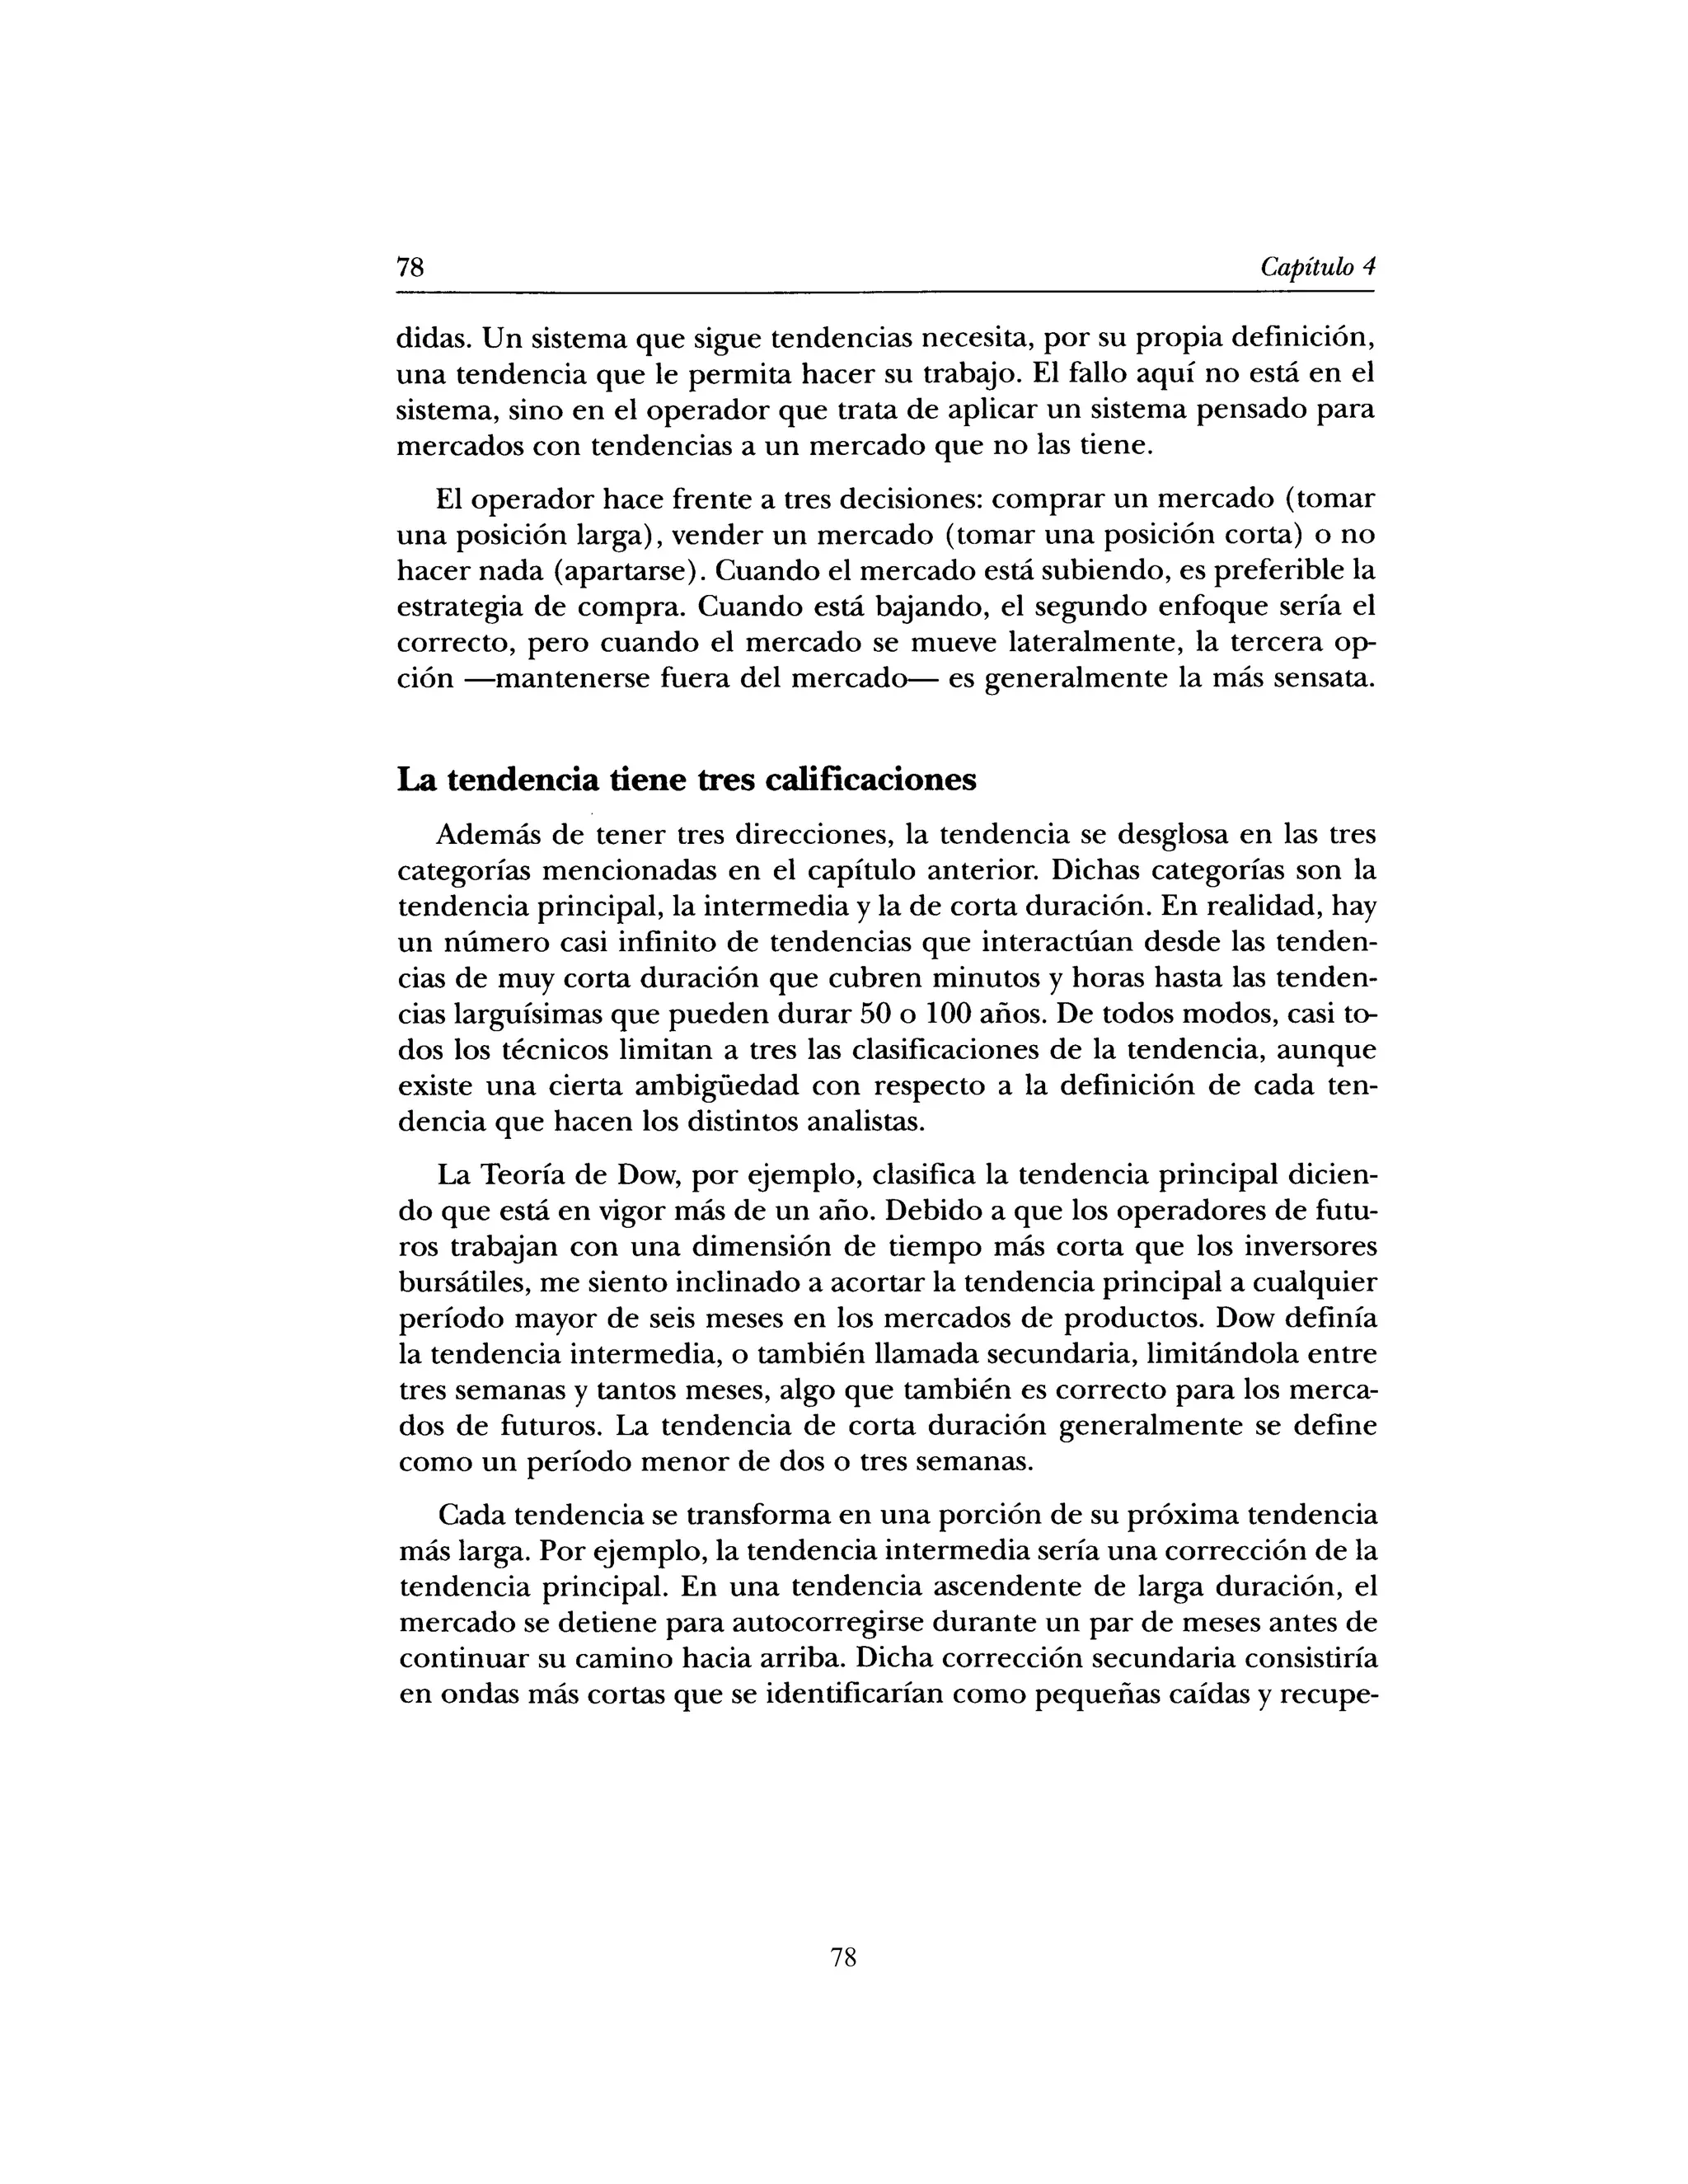 78 Capítulo 4
didas. Un sistema que sigue tendencias necesita, por su propia definición,
una tendencia que le permita hacer su trabajo. El fallo aquí no está en el
sistema, sino en el operador que trata de aplicar un sistema pensado para
mercados con tendencias a un mercado que no las tiene.
El operador hace frente a tres decisiones: comprar un mercado (tomar
una posición larga), vender un mercado (tomar una posición corta) o no
hacer nada (apartarse). Cuando el mercado está subiendo, es preferible la
estrategia de compra. Cuando está bajando, el segundo enfoque sería el
correcto, pero cuando el mercado se mueve lateralmente, la tercera op-
ción —mantenerse fuera del mercado— es generalmente la más sensata.
La tendencia tiene tres calificaciones
Además de tener tres direcciones, la tendencia se desglosa en las tres
categorías mencionadas en el capítulo anterior. Dichas categorías son la
tendencia principal, la intermedia y la de corta duración. En realidad, hay
un número casi infinito de tendencias que interactúan desde las tenden-
cias de muy corta duración que cubren minutos y horas hasta las tenden-
cias larguísimas que pueden durar 50 o 100 años. De todos modos, casi to-
dos los técnicos limitan a tres las clasificaciones de la tendencia, aunque
existe una cierta ambigüedad con respecto a la definición de cada ten-
dencia que hacen los distintos analistas.
La Teoría de Dow, por ejemplo, clasifica la tendencia principal dicien-
do que está en vigor más de un año. Debido a que los operadores de futu-
ros trabajan con una dimensión de tiempo más corta que los inversores
bursátiles, me siento inclinado a acortar la tendencia principal a cualquier
período mayor de seis meses en los mercados de productos. Dow definía
la tendencia intermedia, o también llamada secundaria, limitándola entre
tres semanas y tantos meses, algo que también es correcto para los merca-
dos de futuros. La tendencia de corta duración generalmente se define
como un período menor de dos o tres semanas.
Cada tendencia se transforma en una porción de su próxima tendencia
más larga. Por ejemplo, la tendencia intermedia sería una corrección de la
tendencia principal. En una tendencia ascendente de larga duración, el
mercado se detiene para autocorregirse durante un par de meses antes de
continuar su camino hacia arriba. Dicha corrección secundaria consistiría
en ondas más cortas que se identificarían como pequeñas caídas y recupe-
78